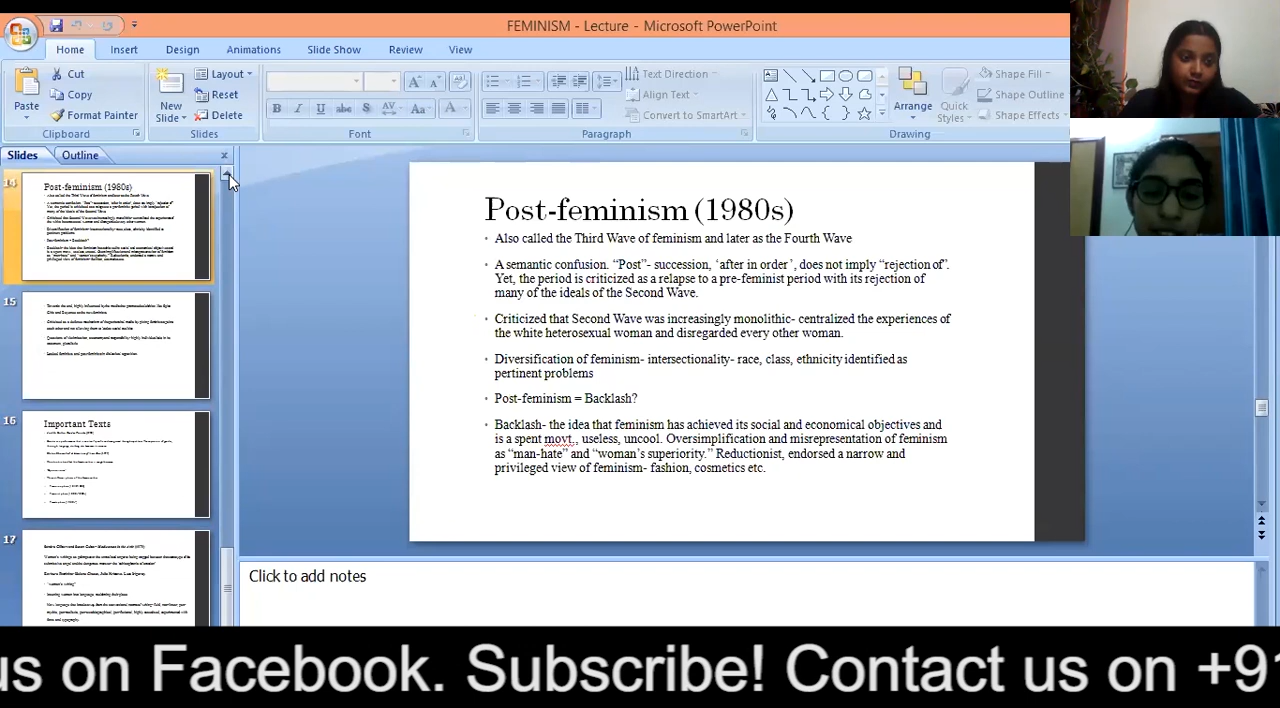 FEMINISM - Lecture - Microsoft PowerPoint
Home Insert Design Animations Slide Show Review View
Paste
Cut
Copy
Format Painter
Clipboard
New
Slide
Layout
Reset
Delete
Slides
Font
Text Direction
Align Text
Convert to SmartArt
Paragraph
Arrange
Quick
Styles
Shape Fill
Shape Outline
Shape Effects
Drawing
Slides Outline
14
Post-feminism (1980s)
15
16
Important Texts
17
Post-feminism (1980s)
Also called the Third Wave of feminism and later as the Fourth Wave
A semantic confusion. “Post”- succession, ‘after in order’, does not imply “rejection of”.
Yet, the period is criticized as a relapse to a pre-feminist period with its rejection of
many of the ideals of the Second Wave.
Criticized that Second Wave was increasingly monolithic- normalized the experiences of
the white heterosexual woman and disregarded every other woman.
Diversification of feminism- intersectionality- race, class, ethnicity identified as
pertinent problems
Post-feminism = Backlash?
Backlash- the idea that feminism has achieved its social and economical objectives and
is a spent movt., useless, uncool. Oversimplification and misrepresentation of feminism
as “man-hate” and “woman’s superiority.” Reductionist, endorsed a narrow and
privileged view of feminism- fashion, cosmetics etc.
Click to add notes
us on Facebook. Subscribe! Contact us on +91